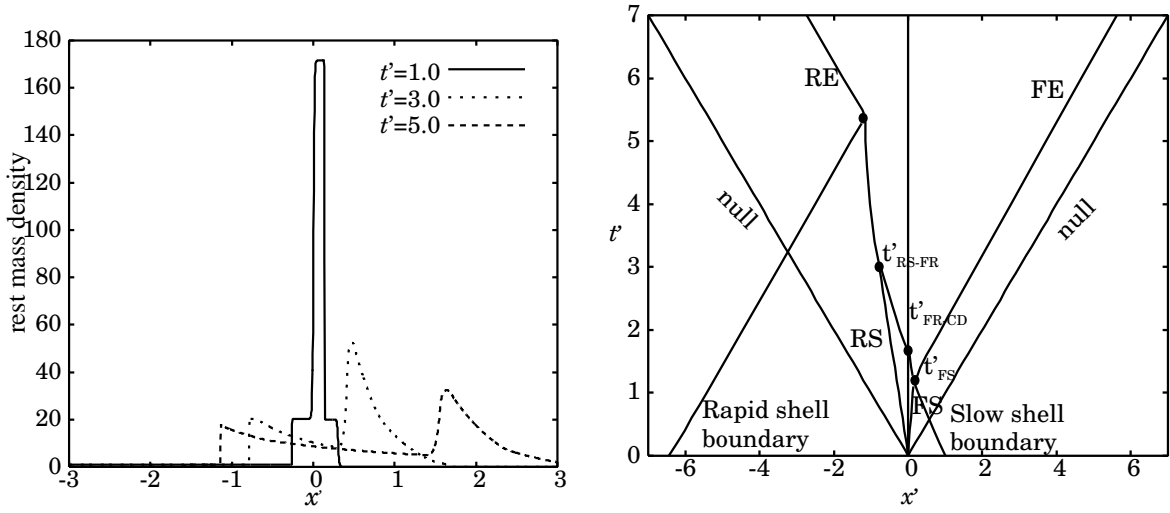 180
160
140
120
100
80
60
40
20
0
rest mass density
-3
-2
-1
0
1
2
3
x'
t'=1.0
t'=3.0
t'=5.0
7
6
5
4
3
2
1
0
t'
-6
-4
-2
0
2
4
6
x'
RE
FE
null
null
t'RS-FR
t'FR-CD
RS
t'FS
FS
Rapid shell
boundary
Slow shell
boundary